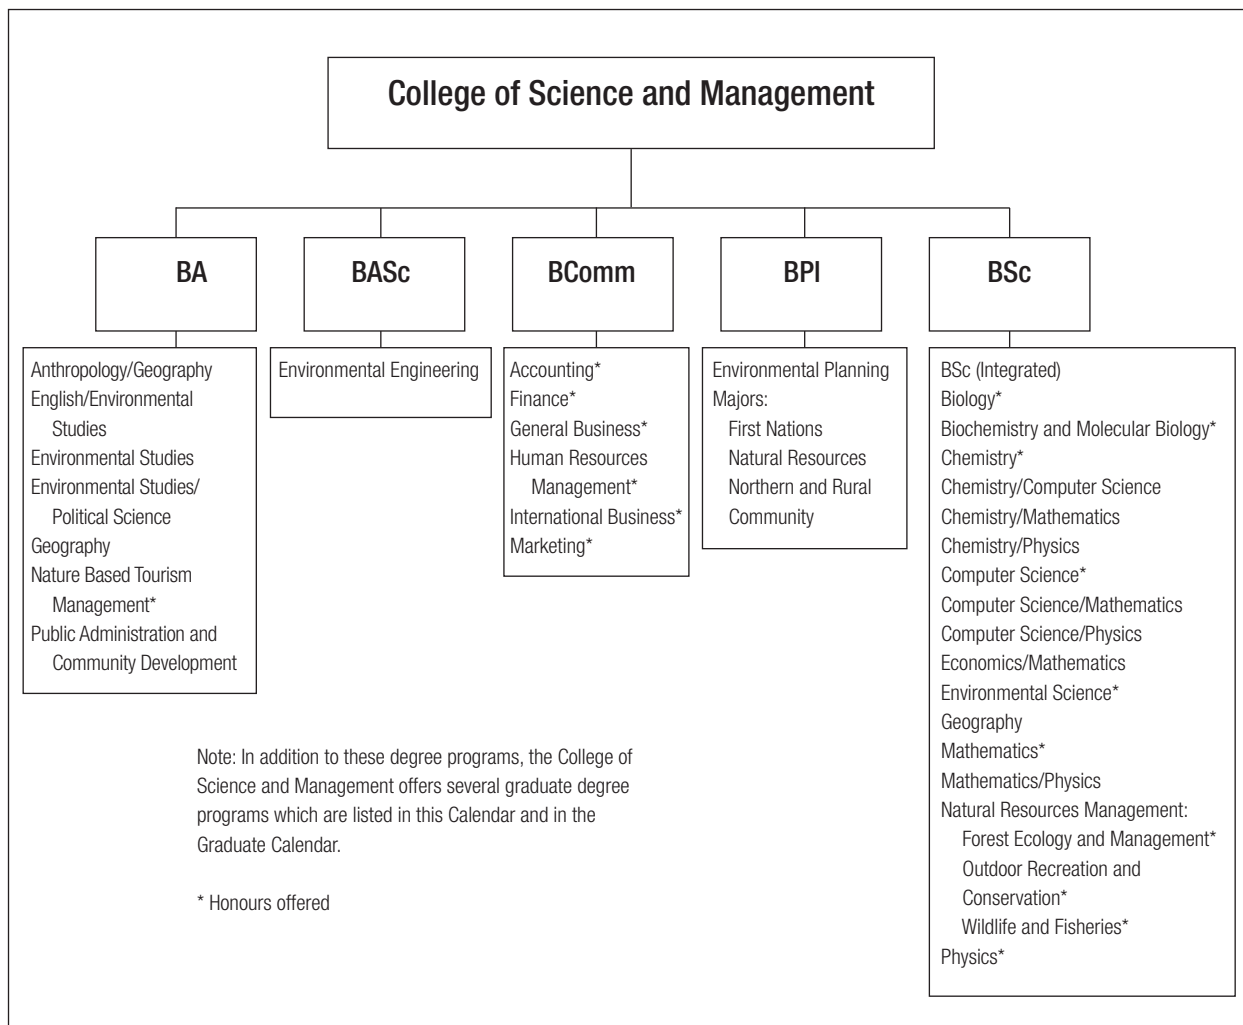 College of Science and Management
BA
BASc
BComm
BPl
BSc
Anthropology/Geography
English/Environmental
Studies
Environmental Studies
Environmental Studies/
Political Science
Geography
Nature Based Tourism
Management*
Public Administration and
Community Development
Environmental Engineering
Accounting*
Finance*
General Business*
Human Resources
Management*
International Business*
Marketing*
Environmental Planning
Majors:
First Nations
Natural Resources
Northern and Rural
Community
BSc (Integrated)
Biology*
Biochemistry and Molecular Biology*
Chemistry*
Chemistry/Computer Science
Chemistry/Mathematics
Chemistry/Physics
Computer Science*
Computer Science/Mathematics
Computer Science/Physics
Economics/Mathematics
Environmental Science*
Geography
Mathematics*
Mathematics/Physics
Natural Resources Management:
Forest Ecology and Management*
Outdoor Recreation and
Conservation*
Wildlife and Fisheries*
Physics*
Note: In addition to these degree programs, the College of
Science and Management offers several graduate degree
programs which are listed in this Calendar and in the
Graduate Calendar.
* Honours offered